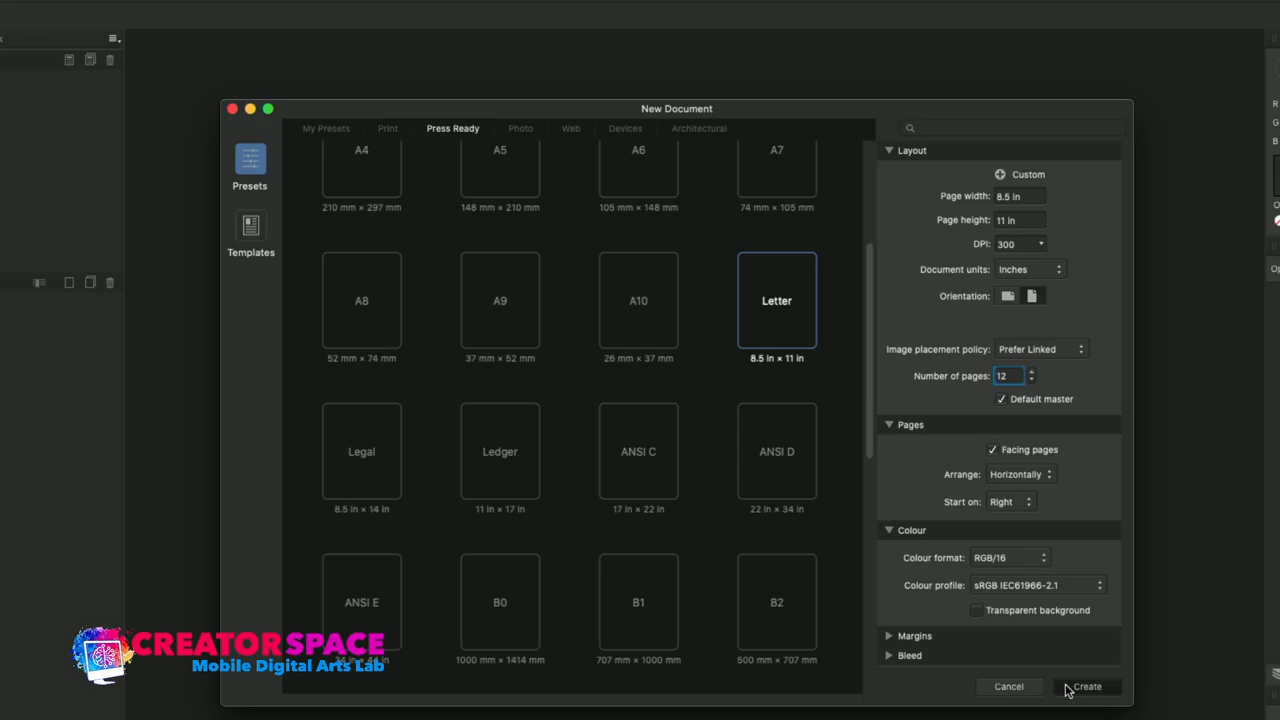 New Document
My Presets Print Press Ready Photo Web Devices Architectural
Presets
Templates
A4 A5 A6 A7
210 mm × 297 mm 148 mm × 210 mm 105 mm × 148 mm 74 mm × 105 mm
A8 A9 A10 Letter
52 mm × 74 mm 37 mm × 52 mm 26 mm × 37 mm 8.5 in × 11 in
Legal Ledger ANSI C ANSI D
8.5 in × 14 in 11 in × 17 in 17 in × 22 in 22 in × 34 in
ANSI E B0 B1 B2
1000 mm × 1414 mm 707 mm × 1000 mm 500 mm × 707 mm
Layout
Custom
Page width: 8.5 in
Page height: 11 in
DPI: 300
Document units: Inches
Orientation:
Image placement policy: Prefer Linked
Number of pages: 12
Default master
Pages
Facing pages
Arrange: Horizontally
Start on: Right
Colour
Colour format: RGB/16
Colour profile: sRGB IEC61966-2.1
Transparent background
Margins
Bleed
Cancel Create
R
G
B
CREATORSPACE
Mobile Digital Arts Lab